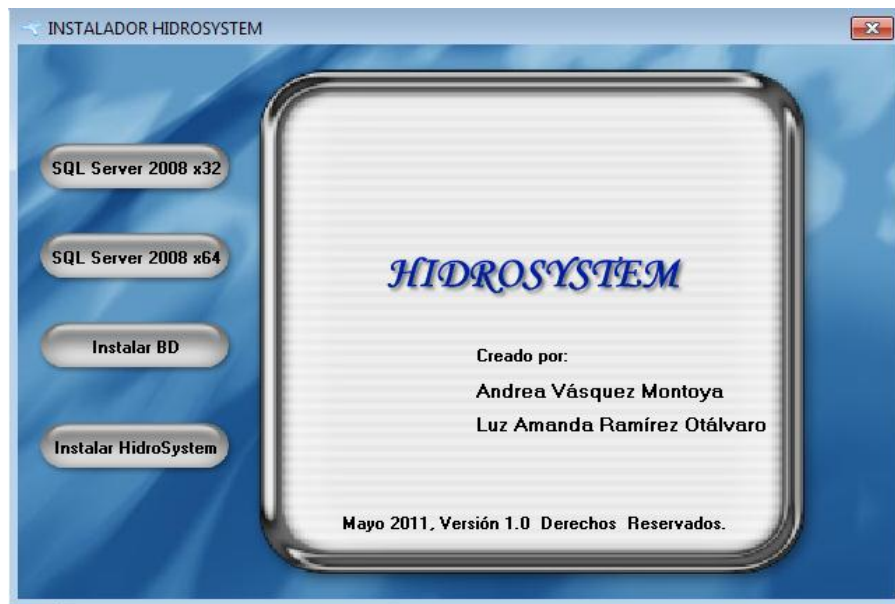 INSTALADOR HIDROSYSTEM
SQL Server 2008 x32
SQL Server 2008 x64
Instalar BD
Instalar HidroSystem
HIDROSYSTEM
Creado por:
Andrea Vásquez Montoya
Luz Amanda Ramírez Otálvaro
Mayo 2011, Versión 1.0 Derechos Reservados.